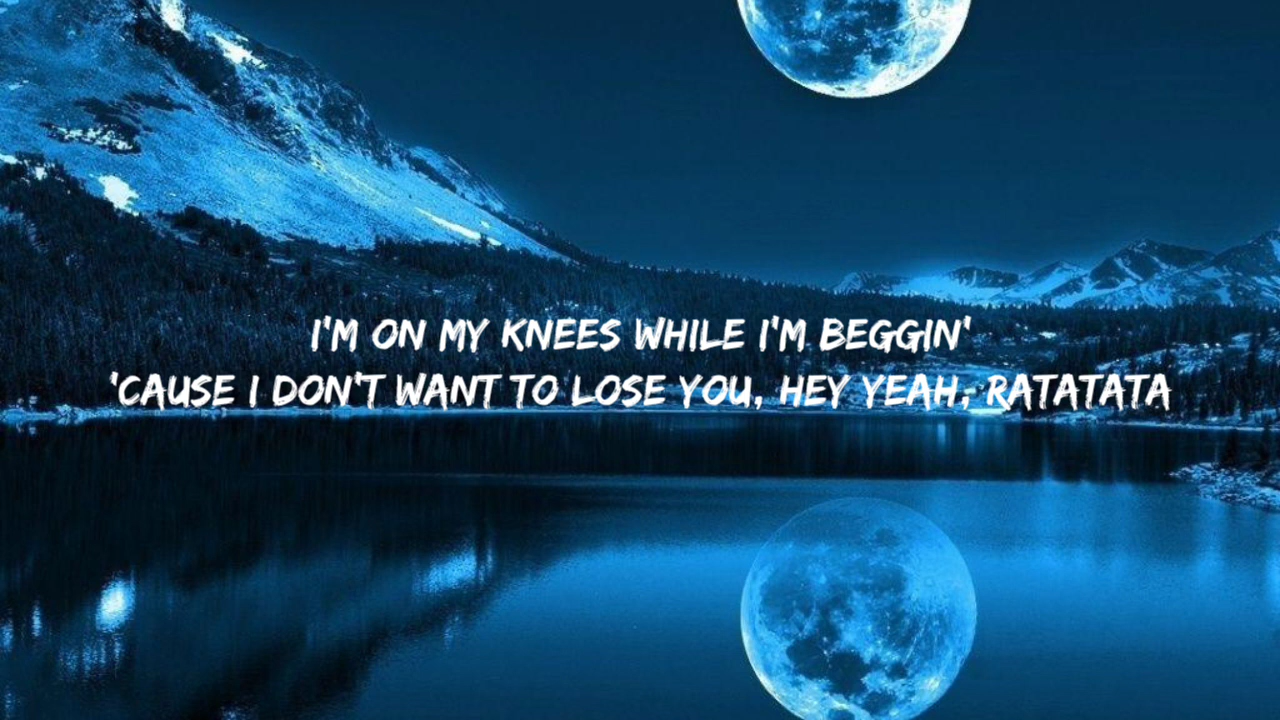 I'M ON MY KNEES WHILE I'M BEGGIN'
'CAUSE I DON'T WANT TO LOSE YOU, HEY YEAH, RATATATA